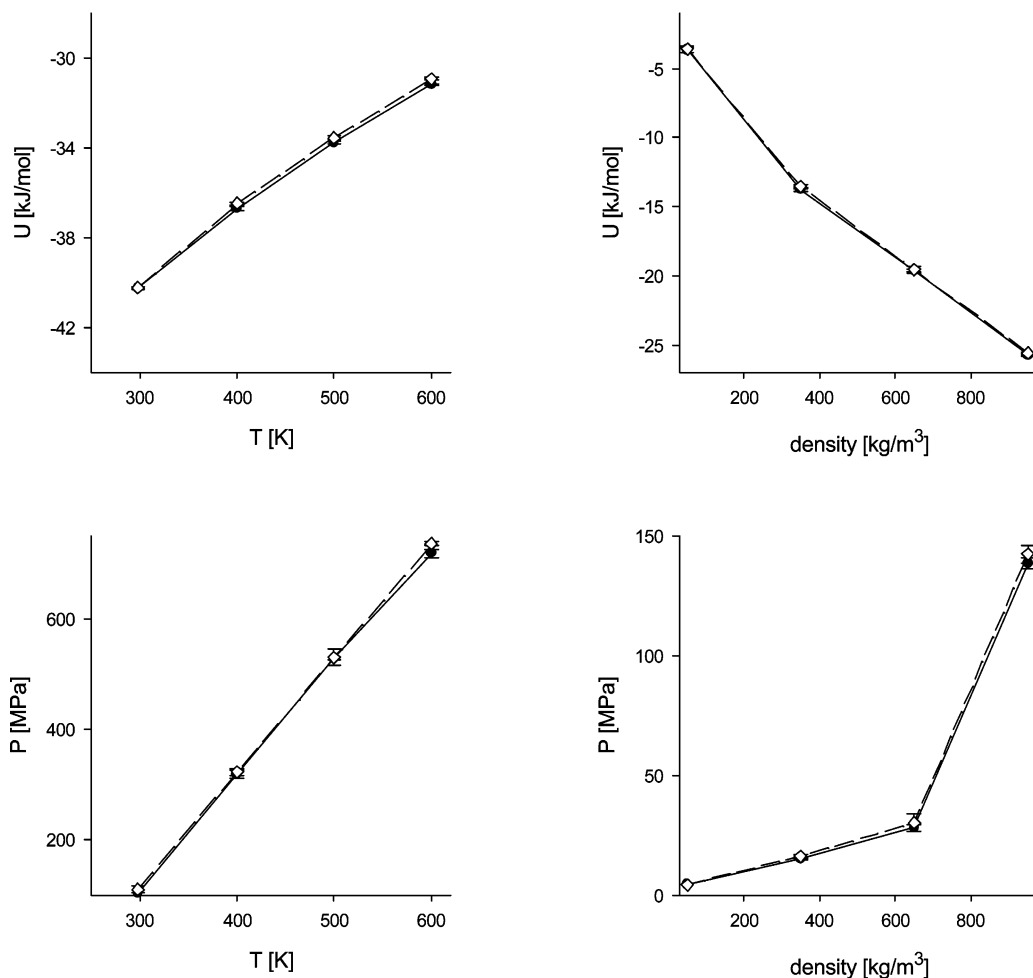 -30
-34
-38
-42
U [kJ/mol]
300 400 500 600
T [K]
-5
-10
-15
-20
-25
U [kJ/mol]
200 400 600 800
density [kg/m³]
600
400
200
P [MPa]
300 400 500 600
T [K]
150
100
50
0
P [MPa]
200 400 600 800
density [kg/m³]